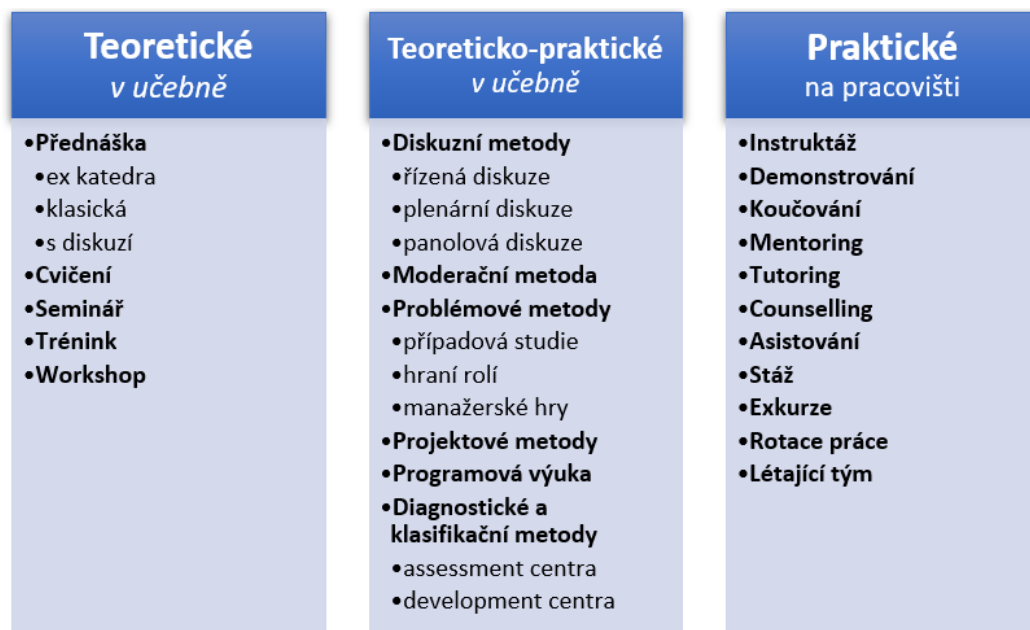 Teoretické
v učebně
•Přednáška
•ex katedra
•klasická
•s diskuzí
•Cvičení
•Seminář
•Trénink
•Workshop
Teoreticko-praktické
v učebně
•Diskuzní metody
•řízená diskuze
•plenární diskuze
•panolová diskuze
•Moderační metoda
•Problémové metody
•případová studie
•hraní rolí
•manažerské hry
•Projektové metody
•Programová výuka
•Diagnostické a
klasifikační metody
•assessment centra
•development centra
Praktické
na pracovišti
•Instruktáž
•Demonstrování
•Koučování
•Mentoring
•Tutoring
•Counselling
•Asistování
•Stáž
•Exkurze
•Rotace práce
•Létající tým